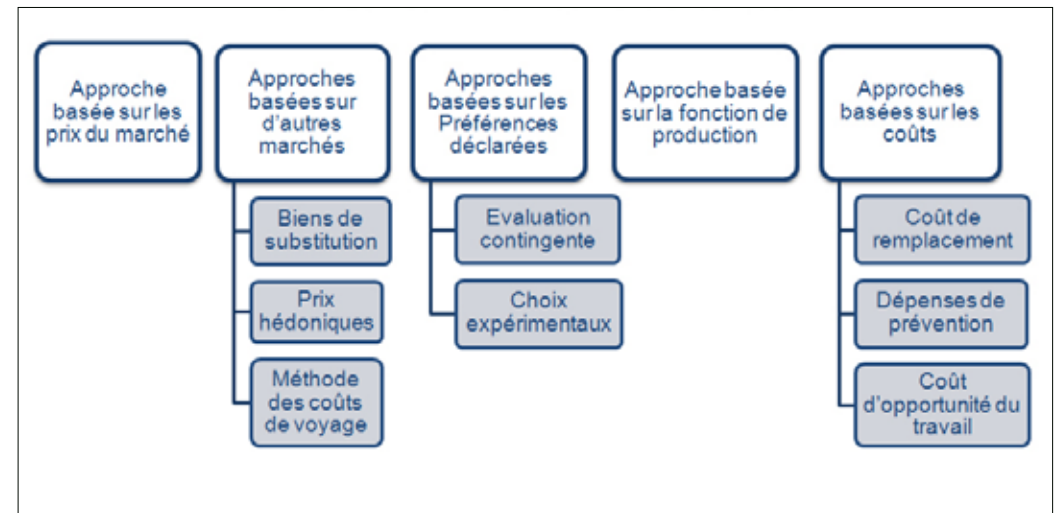 Approche
basée sur les
prix du marché
Approches
basées sur
d'autres
marchés
Biens de
substitution
Prix
hédoniques
Méthode
des coûts
de voyage
Approches
basées sur les
Préférences
déclarées
Evaluation
contingente
Choix
expérimentaux
Approche basée
sur la fonction de
production
Approches
basées sur les
coûts
Coût de
remplacement
Dépenses de
prévention
Coût
d'opportunité du
travail